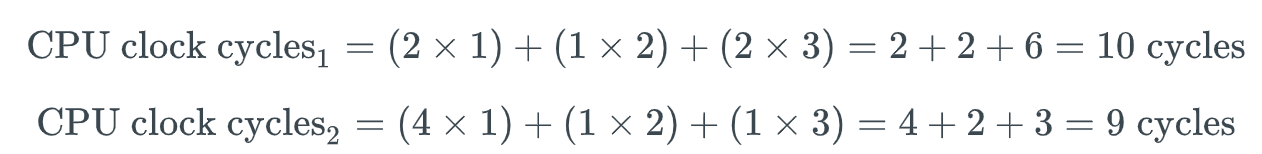 CPU clock cycles₁ = (2 × 1) + (1 × 2) + (2 × 3) = 2 + 2 + 6 = 10 cycles
CPU clock cycles₂ = (4 × 1) + (1 × 2) + (1 × 3) = 4 + 2 + 3 = 9 cycles